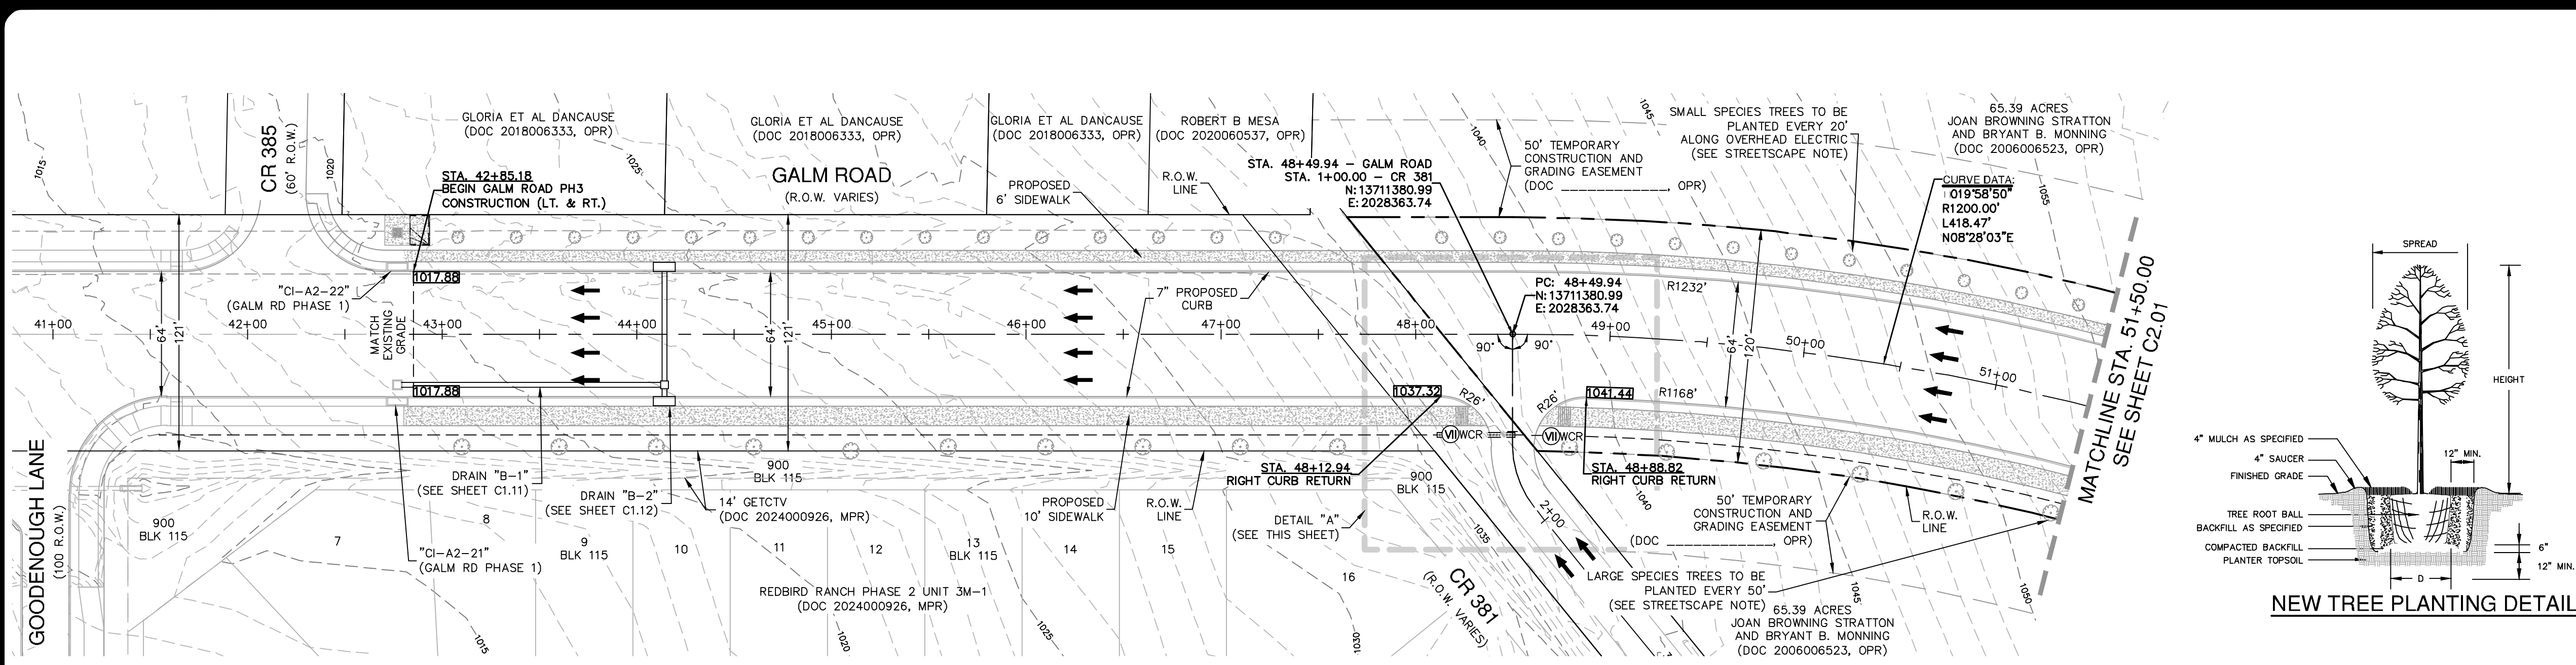 CR 385
(60' R.O.W.)
1015
1020
1025
GLORIA ET AL DANCAUSE
(DOC 2018006333, OPR)
STA. 42+85.18
BEGIN GALM ROAD PH3
CONSTRUCTION (LT. & RT.)
GLORIA ET AL DANCAUSE
(DOC 2018006333, OPR)
GALM ROAD
(R.O.W. VARIES)
GLORIA ET AL DANCAUSE
(DOC 2018006333, OPR)
PROPOSED
6' SIDEWALK
ROBERT B MESA
(DOC 2020060537, OPR)
R.O.W.
LINE
STA. 48+49.94 – GALM ROAD
STA. 1+00.00 – CR 381
N: 13711380.99
E: 2028363.74
1040
50' TEMPORARY
CONSTRUCTION AND
GRADING EASEMENT
(DOC ____________, OPR)
1045
SMALL SPECIES TREES TO BE
PLANTED EVERY 20'
ALONG OVERHEAD ELECTRIC
(SEE STREETSCAPE NOTE)
65.39 ACRES
JOAN BROWNING STRATTON
AND BRYANT B. MONNING
(DOC 2006006523, OPR)
1055
CURVE DATA:
019°58'50"
R1200.00'
L418.47'
N08°28'03"E
"CI-A2-22"
(GALM RD PHASE 1)
1017.88
7" PROPOSED
CURB
PC: 48+49.94
N: 13711380.99
E: 2028363.74
R1232'
41+00
42+00
43+00
44+00
45+00
46+00
47+00
48+00
49+00
50+00
51+00
64'
121'
MATCH
EXISTING
GRADE
64'
121'
90°
90°
64'
120'
1017.88
1037.32
R26'
R26'
1041.44
R1168'
VII WCR
VII WCR
MATCHLINE STA. 51+50.00
SEE SHEET C2.01
GOODENOUGH LANE
(100 R.O.W.)
900
BLK 115
7
8
"CI-A2-21"
(GALM RD PHASE 1)
DRAIN "B-1"
(SEE SHEET C1.11)
9
BLK 115
DRAIN "B-2"
(SEE SHEET C1.12)
10
14' GETCTV
(DOC 2024000926, MPR)
900
BLK 115
11
12
13
BLK 115
14
15
16
REDBIRD RANCH PHASE 2 UNIT 3M-1
(DOC 2024000926, MPR)
PROPOSED
10' SIDEWALK
R.O.W.
LINE
STA. 48+12.94
RIGHT CURB RETURN
DETAIL "A"
(SEE THIS SHEET)
900
BLK 115
STA. 48+88.82
RIGHT CURB RETURN
2+00
CR 381
(R.O.W. VARIES)
50' TEMPORARY
CONSTRUCTION AND
GRADING EASEMENT
(DOC ____________, OPR)
R.O.W.
LINE
LARGE SPECIES TREES TO BE
PLANTED EVERY 50'
(SEE STREETSCAPE NOTE)
65.39 ACRES
JOAN BROWNING STRATTON
AND BRYANT B. MONNING
(DOC 2006006523, OPR)
1015
1020
1025
1030
1035
1040
1045
1050
SPREAD
HEIGHT
4" MULCH AS SPECIFIED
4" SAUCER
FINISHED GRADE
12" MIN.
TREE ROOT BALL
BACKFILL AS SPECIFIED
COMPACTED BACKFILL
PLANTER TOPSOIL
6"
12" MIN.
D
NEW TREE PLANTING DETAIL